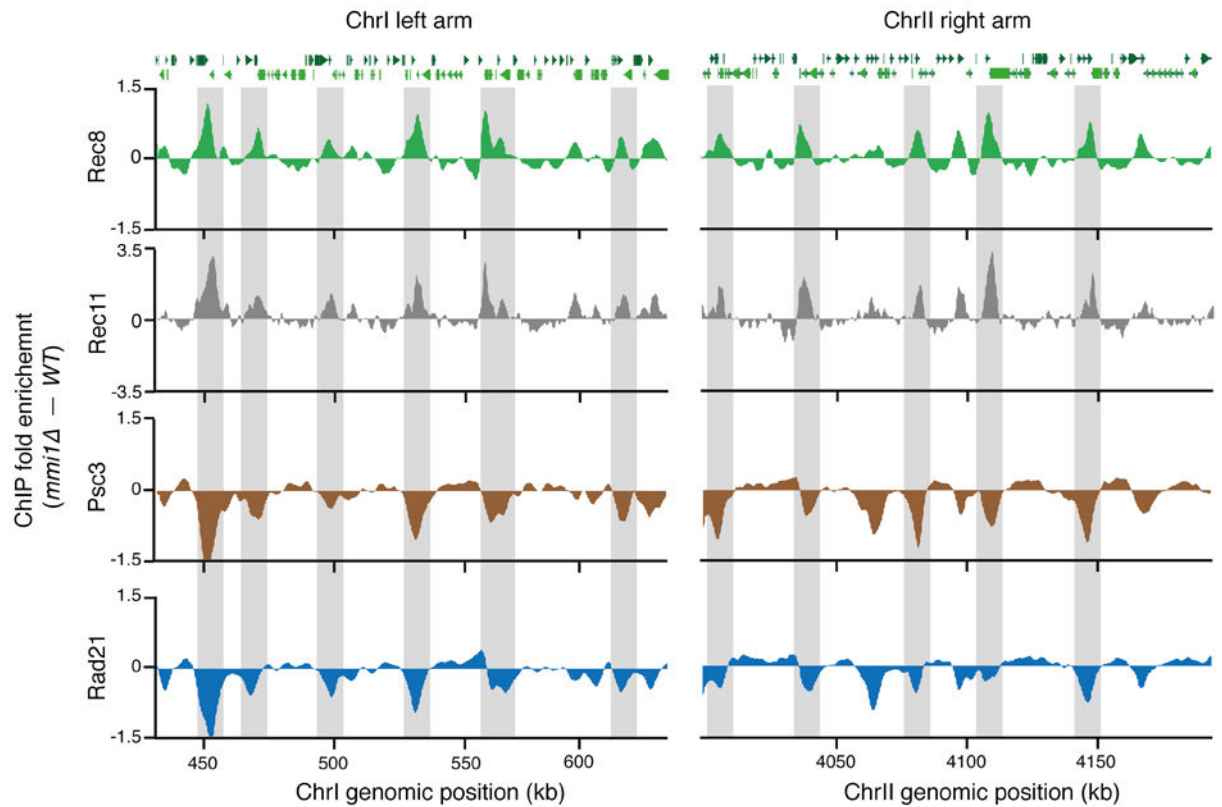 ChrI left arm
ChrII right arm
ChIP fold enrichemnt
(mmi1Δ — WT)
Rec8
1.5
0
-1.5
Rec11
3.5
0
-3.5
Psc3
1.5
0
-1.5
Rad21
1.5
0
-1.5
450 500 550 600
4050 4100 4150
ChrI genomic position (kb)
ChrII genomic position (kb)